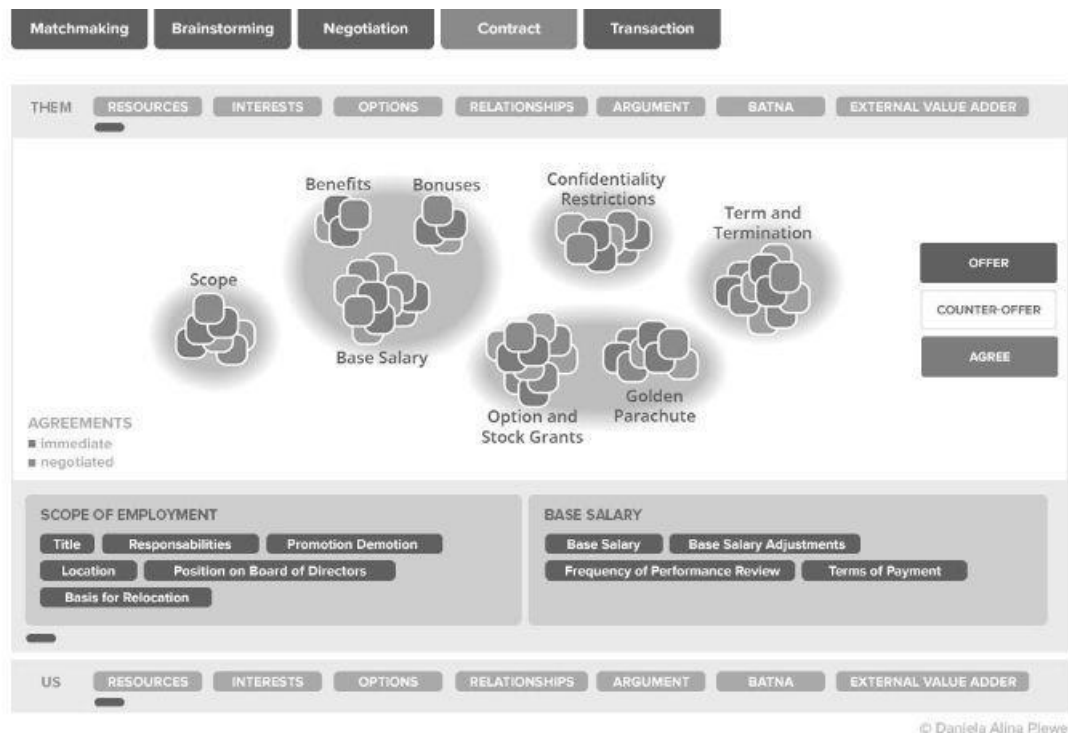 Matchmaking Brainstorming Negotiation Contract Transaction
THEM RESOURCES INTERESTS OPTIONS RELATIONSHIPS ARGUMENT BATNA EXTERNAL VALUE ADDER
Benefits
Bonuses
Confidentiality
Restrictions
Term and
Termination
Scope
Base Salary
Option and
Stock Grants
Golden
Parachute
OFFER
COUNTER-OFFER
AGREE
AGREEMENTS
immediate
negotiated
SCOPE OF EMPLOYMENT
Title Responsabilities Promotion Demotion
Location Position on Board of Directors
Basis for Relocation
BASE SALARY
Base Salary Base Salary Adjustments
Frequency of Performance Review Terms of Payment
US RESOURCES INTERESTS OPTIONS RELATIONSHIPS ARGUMENT BATNA EXTERNAL VALUE ADDER
© Daniela Alina Plewe